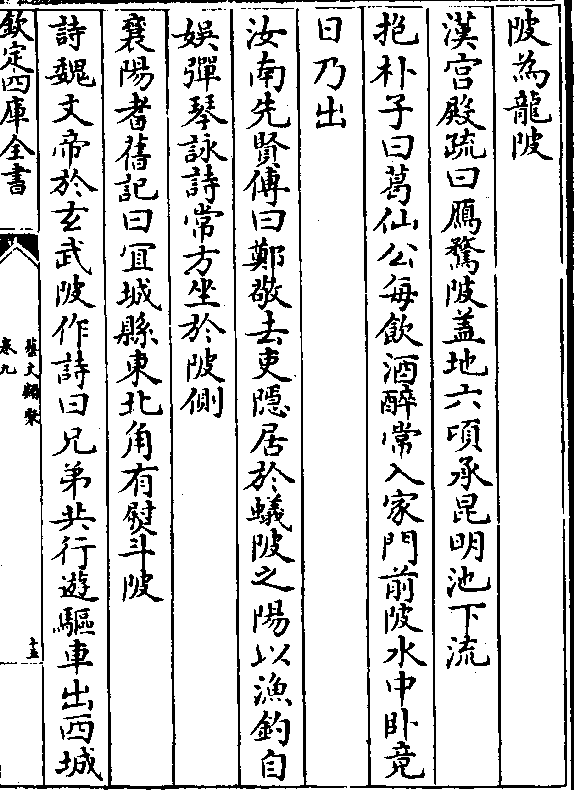 陂為龍陂
漢宫殿疏曰鴈鶩陂盖地六頃承昆明池下流
抱朴子曰葛仙公每飲酒醉常入家門前陂水中卧竟
日乃出
汝南先賢傳曰鄭敬去吏隱居於蟻陂之陽以漁釣自
娛彈琴詠詩常方坐於陂側
襄陽耆舊記曰宜城縣東北角有熨斗陂
詩魏文帝於玄武陂作詩曰兄弟共行遊驅車出西城
欽定四庫全書
藝文類聚
卷九
十五